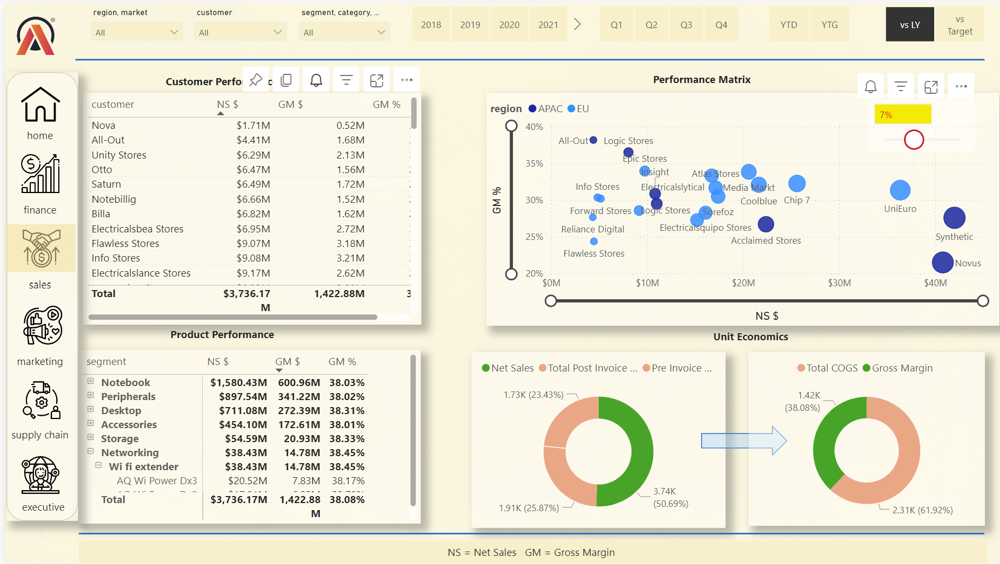 region, market
customer
segment, category, ...
All
All
All
2018
2019
2020
2021
Q1
Q2
Q3
Q4
YTD
YTG
vs LY
vs
Target
home
finance
sales
marketing
supply chain
executive
Customer Perfo
customer NS $ GM $ GM %
Nova $1.71M 0.52M
All-Out $4.41M 1.68M
Unity Stores $6.29M 2.13M
Otto $6.47M 1.56M
Saturn $6.49M 1.72M
Notebillig $6.66M 1.52M
Billa $6.82M 1.62M
Electricalsbea Stores $6.95M 2.72M
Flawless Stores $9.07M 3.18M
Info Stores $9.08M 3.21M
Electricalslance Stores $9.17M 2.62M
Total $3,736.17 1,422.88M 3
M
Product Performance
segment NS $ GM $ GM %
Notebook $1,580.43M 600.96M 38.03%
Peripherals $897.54M 341.22M 38.02%
Desktop $711.08M 272.39M 38.31%
Accessories $454.10M 172.61M 38.01%
Storage $54.59M 20.93M 38.33%
Networking $38.43M 14.78M 38.45%
Wi fi extender $38.43M 14.78M 38.45%
AQ Wi Power Dx3 $20.52M 7.83M 38.17%
Total $3,736.17M 1,422.88 38.08%
M
Performance Matrix
region APAC EU
7%
GM %
40%
35%
30%
25%
20%
All-Out
Logic Stores
Epic Stores
Insight
Atlas Stores
Info Stores
Electricalslytical
Media Markt
Coolblue
Chip 7
UniEuro
Forward Stores
Logic Stores
Sorefoz
Reliance Digital
Electricalsquipo Stores
Acclaimed Stores
Synthetic
Flawless Stores
Novus
$0M
$10M
$20M
$30M
$40M
NS $
Unit Economics
Net Sales Total Post Invoice ... Pre Invoice ...
1.73K (23.43%)
3.74K
(50.69%)
1.91K (25.87%)
Total COGS Gross Margin
1.42K
(38.08%)
2.31K (61.92%)
NS = Net Sales GM = Gross Margin